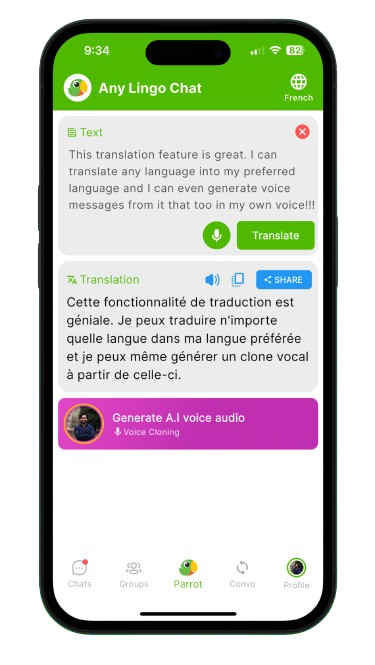 9:34
82
Any Lingo Chat
French
Text
This translation feature is great. I can
translate any language into my preferred
language and I can even generate voice
messages from it that too in my own voice!!!
Translate
Translation
SHARE
Cette fonctionnalité de traduction est
géniale. Je peux traduire n'importe
quelle langue dans ma langue préférée
et je peux même générer un clone vocal
à partir de celle-ci.
Generate A.I voice audio
Voice Cloning
Chats
Groups
Parrot
Convo
Profile